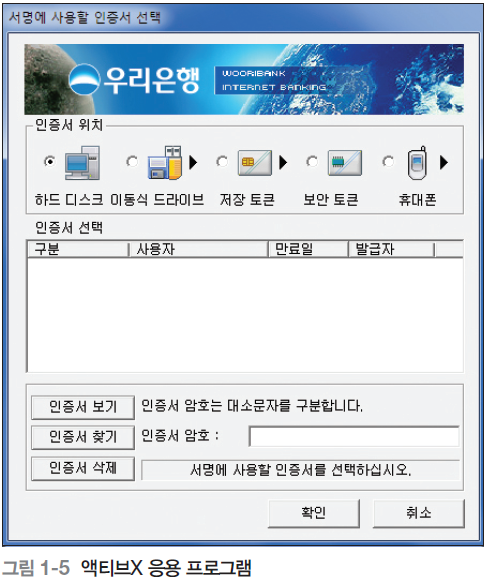 서명에 사용할 인증서 선택
우리은행
WOORIBANK
INTERNET BANKING
인증서 위치
하드 디스크 이동식 드라이브 저장 토큰 보안 토큰 휴대폰
인증서 선택
구분 사용자 만료일 발급자
인증서 보기 인증서 암호는 대소문자를 구분합니다.
인증서 찾기 인증서 암호 :
인증서 삭제 서명에 사용할 인증서를 선택하십시오.
확인 취소
그림 1-5 액티브X 응용 프로그램